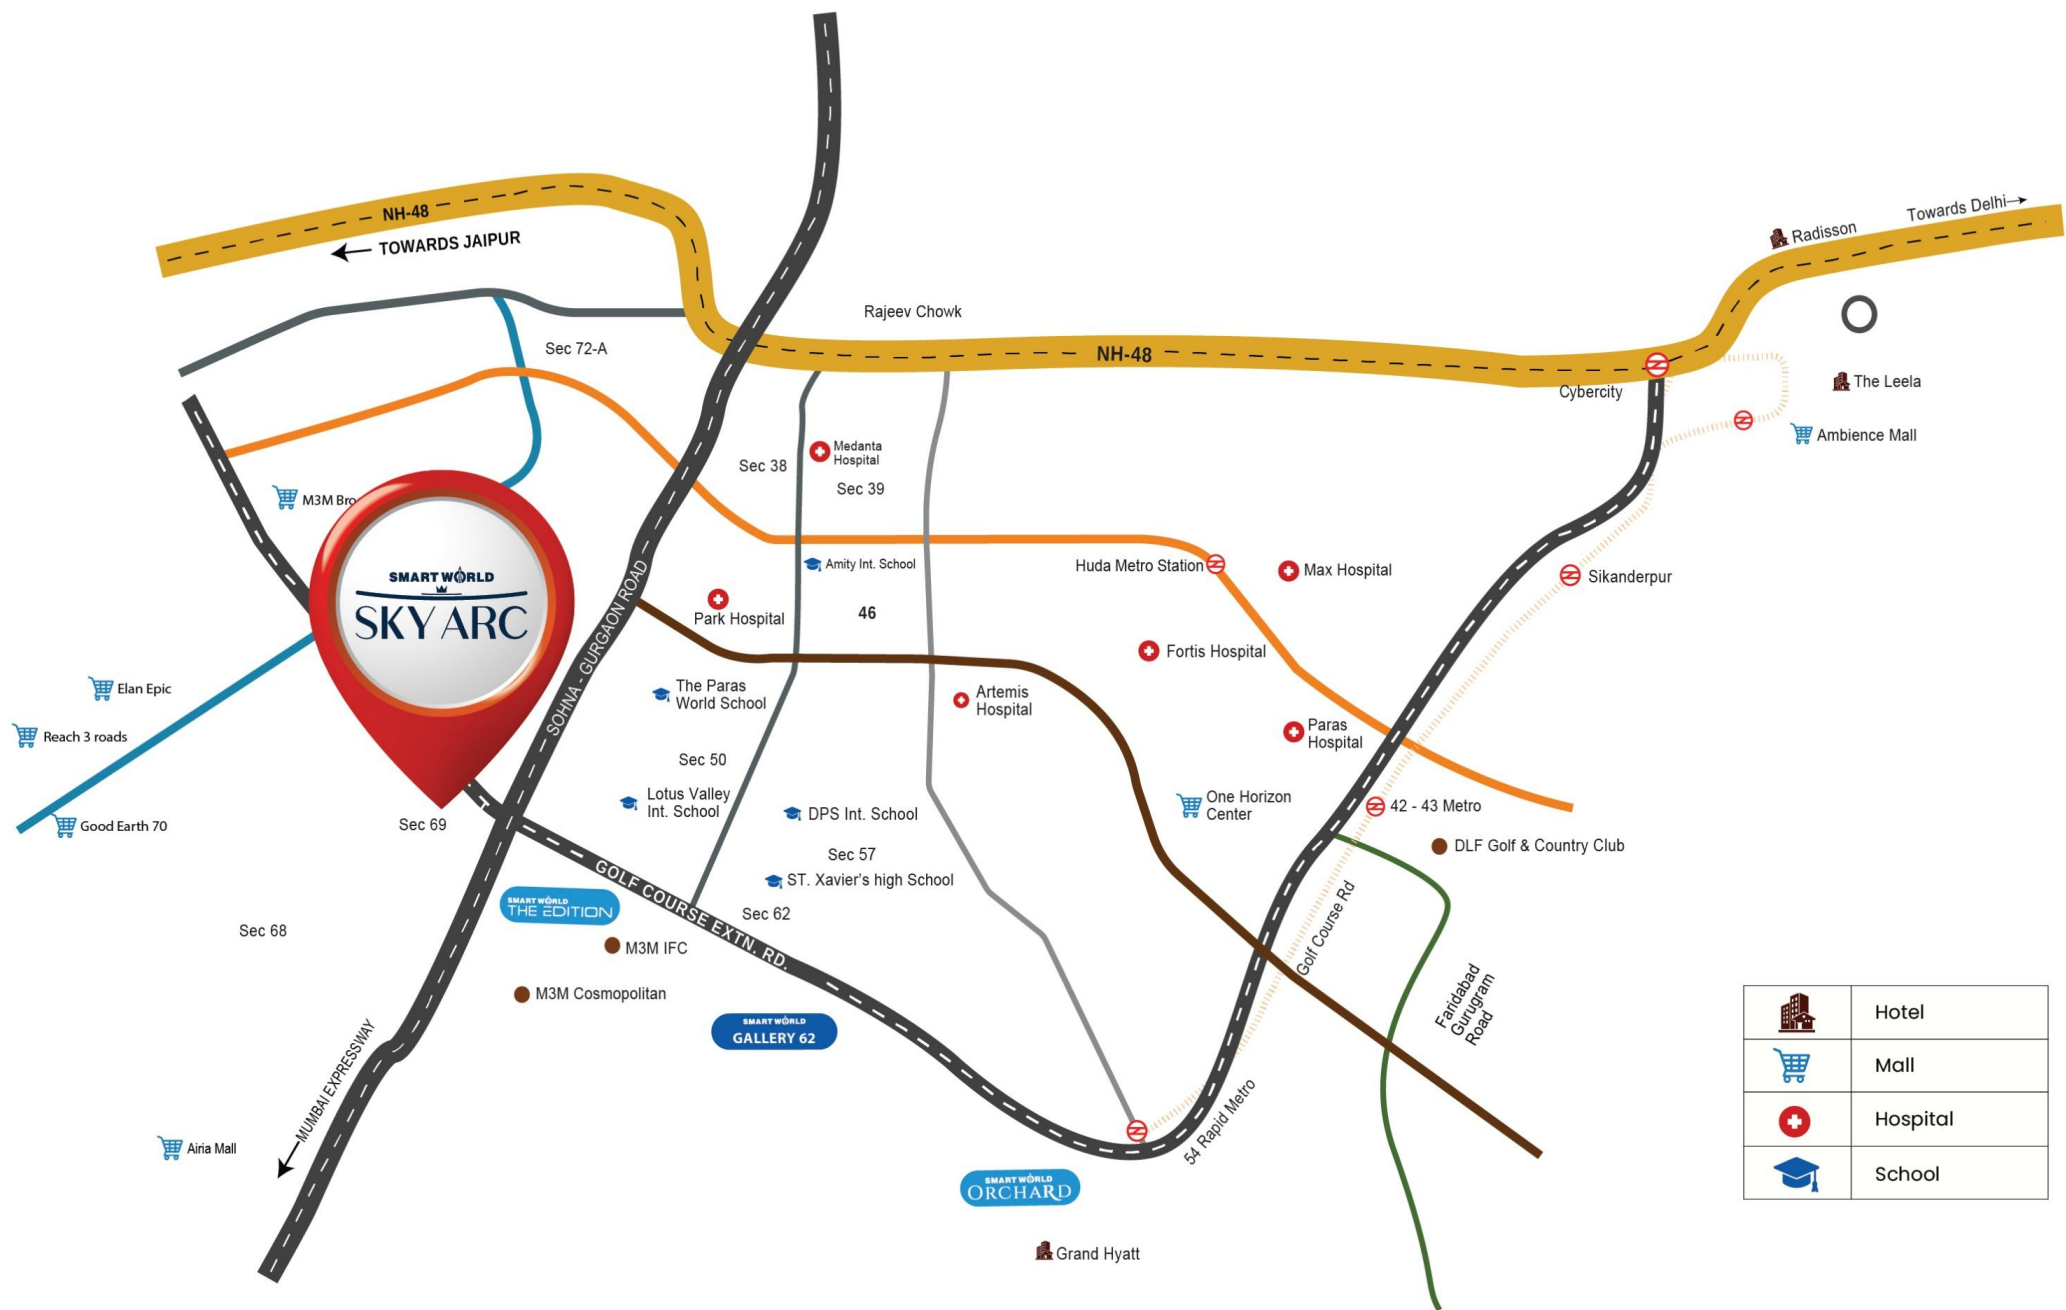 NH-48
TOWARDS JAIPUR
Towards Delhi
Radisson
Rajeev Chowk
Sec 72-A
NH-48
Cybercity
The Leela
Ambience Mall
Medanta
Hospital
Sec 38
Sec 39
M3M
SMART WORLD
SKY ARC
Amity Int. School
Huda Metro Station
Max Hospital
Sikanderpur
Park Hospital
46
SOHNA - GURGAON ROAD
Fortis Hospital
Elan Epic
The Paras
World School
Artemis
Hospital
Reach 3 roads
Paras
Hospital
Sec 50
Lotus Valley
Int. School
DPS Int. School
One Horizon
Center
42 - 43 Metro
Good Earth 70
Sec 69
DLF Golf & Country Club
Sec 57
ST. Xavier's high School
GOLF COURSE EXTN. RD.
SMART WORLD
THE EDITION
Sec 62
Golf Course Rd
Sec 68
M3M IFC
M3M Cosmopolitan
Faridabad
Gurugram
Road
SMART WORLD
GALLERY 62
MUMBAI EXPRESSWAY
54 Rapid Metro
Airia Mall
SMART WORLD
ORCHARD
Grand Hyatt
Hotel
Mall
Hospital
School